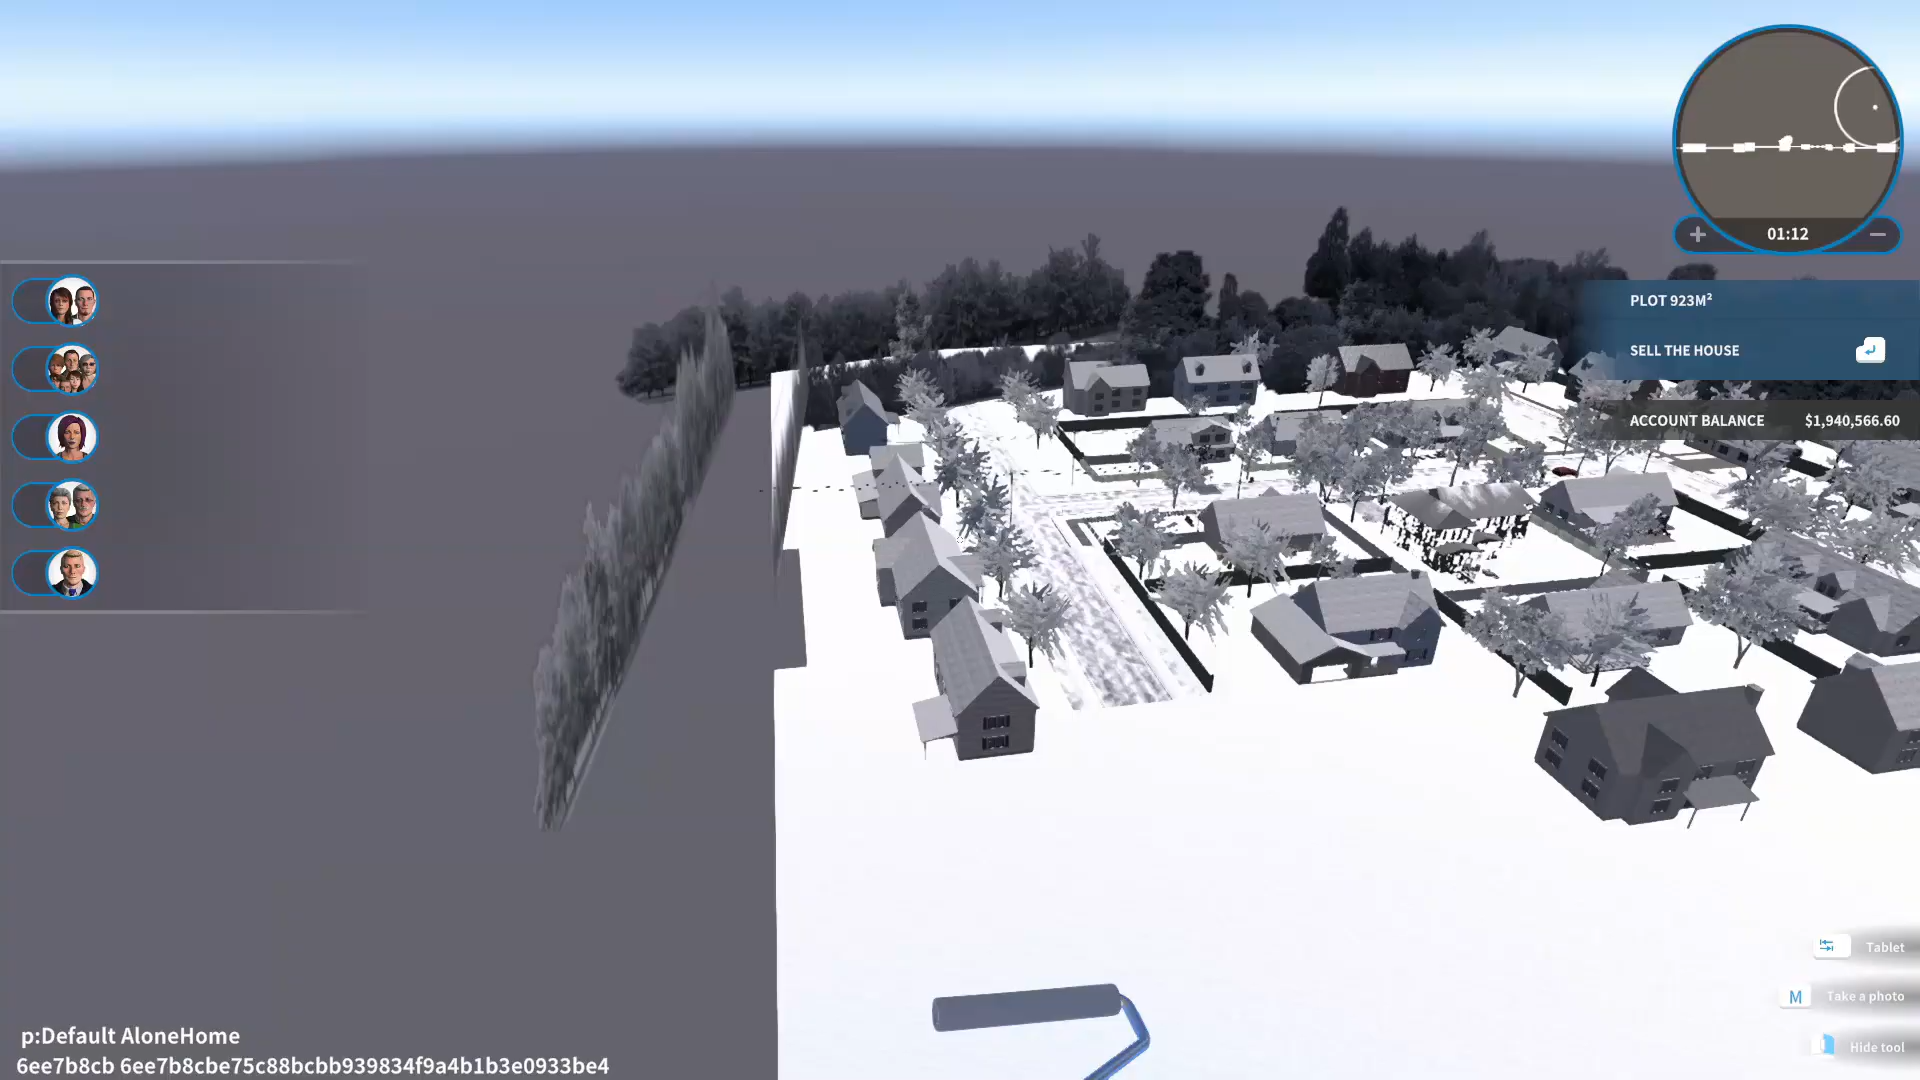 01:12
PLOT 923M²
SELL THE HOUSE
ACCOUNT BALANCE $1,940,566.60
Tablet
M Take a photo
Hide tool
p:Default AloneHome
6ee7b8cb 6ee7b8cbe75c88bcbb939834f9a4b1b3e0933be4